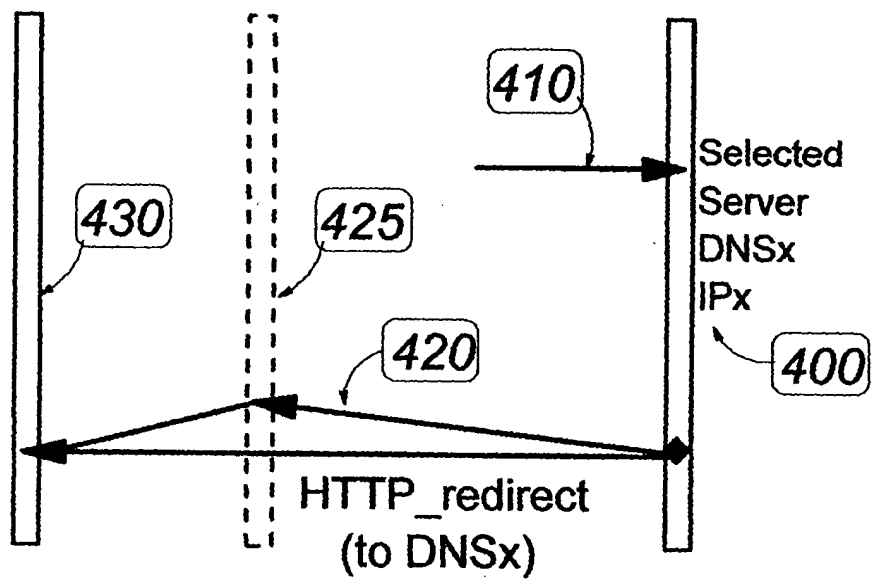 410
Selected
Server
DNSx
IPx
430
425
420
400
HTTP_redirect
(to DNSx)